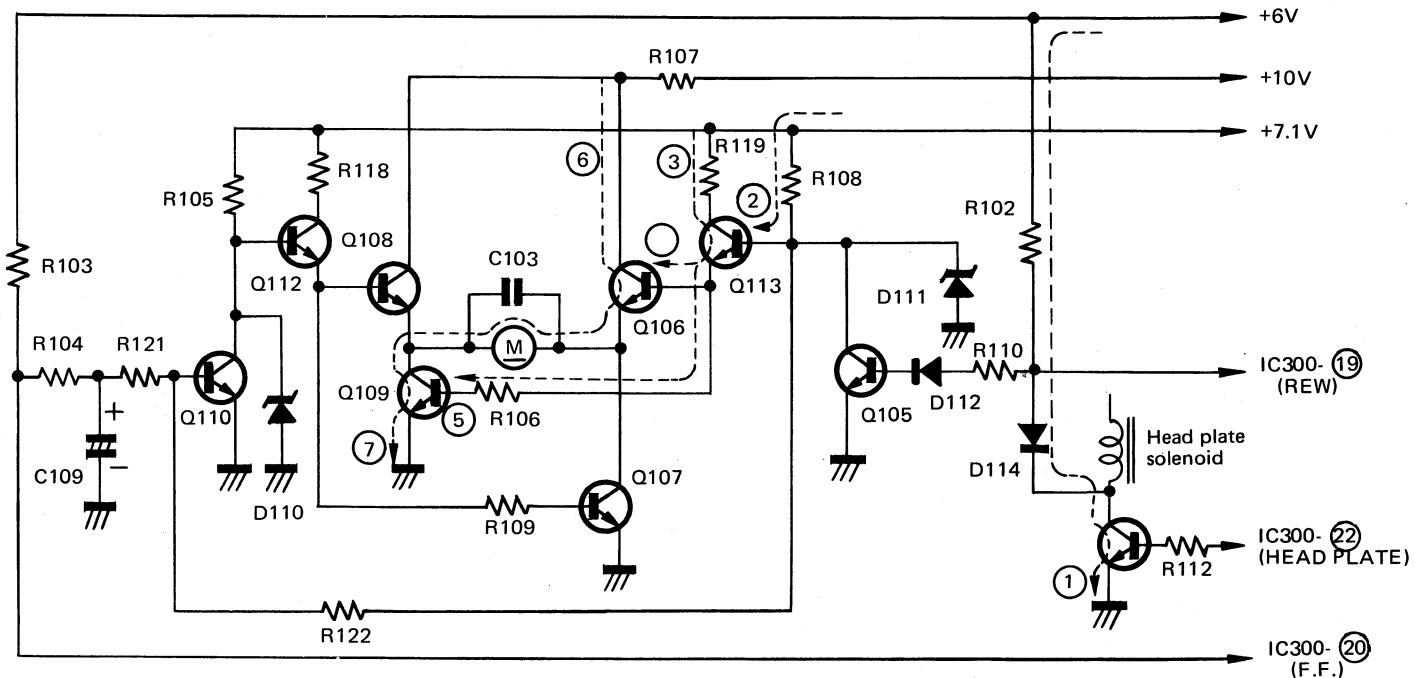 +6V
R107
+10V
+7.1V
6
3
R119
R118
R108
R105
2
R102
Q108
R103
C103
Q112
Q113
D111
Q106
R104
R121
M
R110
IC300- 19
(REW)
Q109
D112
Q105
+
Q110
5
R106
7
Head plate
solenoid
D114
C109
−
Q107
D110
R109
IC300- 22
(HEAD PLATE)
R112
1
R122
IC300- 20
(F.F.)